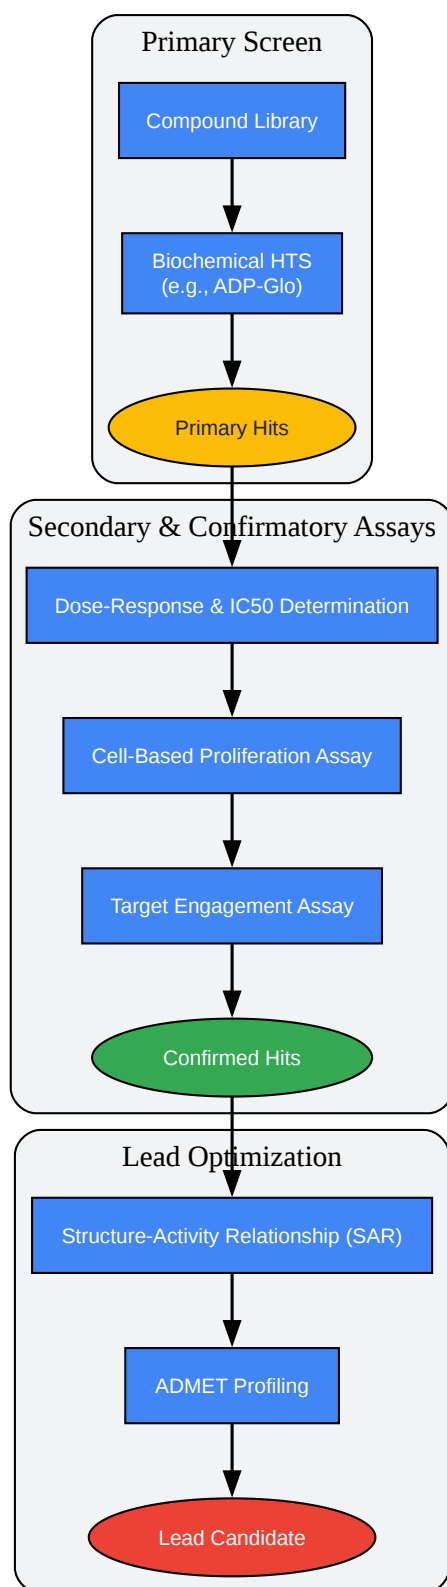 Primary Screen
Compound Library
Biochemical HTS
(e.g., ADP-Glo)
Primary Hits
Secondary & Confirmatory Assays
Dose-Response & IC50 Determination
Cell-Based Proliferation Assay
Target Engagement Assay
Confirmed Hits
Lead Optimization
Structure-Activity Relationship (SAR)
ADMET Profiling
Lead Candidate